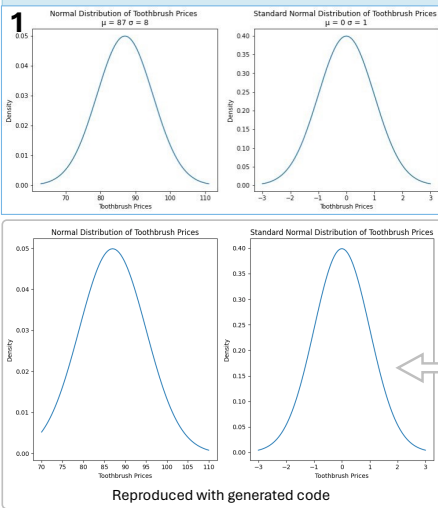 1
Normal Distribution of Toothbrush Prices
μ = 87 σ = 8
0.05
0.04
0.03
0.02
0.01
0.00
Density
70 80 90 100 110
Toothbrush Prices
Standard Normal Distribution of Toothbrush Prices
μ = 0 σ = 1
0.40
0.35
0.30
0.25
0.20
0.15
0.10
0.05
0.00
Density
−3 −2 −1 0 1 2 3
Toothbrush Prices
Normal Distribution of Toothbrush Prices
0.05
0.04
0.03
0.02
0.01
0.00
Density
70 75 80 85 90 95 100 105 110
Toothbrush Prices
Standard Normal Distribution of Toothbrush Prices
0.40
0.35
0.30
0.25
0.20
0.15
0.10
0.05
0.00
Density
−3 −2 −1 0 1 2 3
Toothbrush Prices
Reproduced with generated code